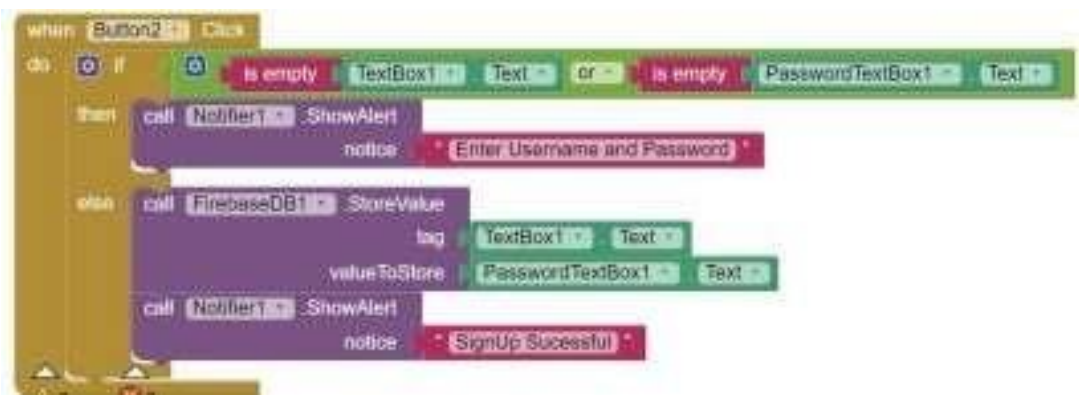 when Button2 Click
do if is empty TextBox1 Text or is empty PasswordTextBox1 Text
then call Notifier1 .ShowAlert
notice " Enter Username and Password "
else call FirebaseDB1 .StoreValue
tag TextBox1 . Text
valueToStore PasswordTextBox1 . Text
call Notifier1 .ShowAlert
notice " SignUp Sucessful "